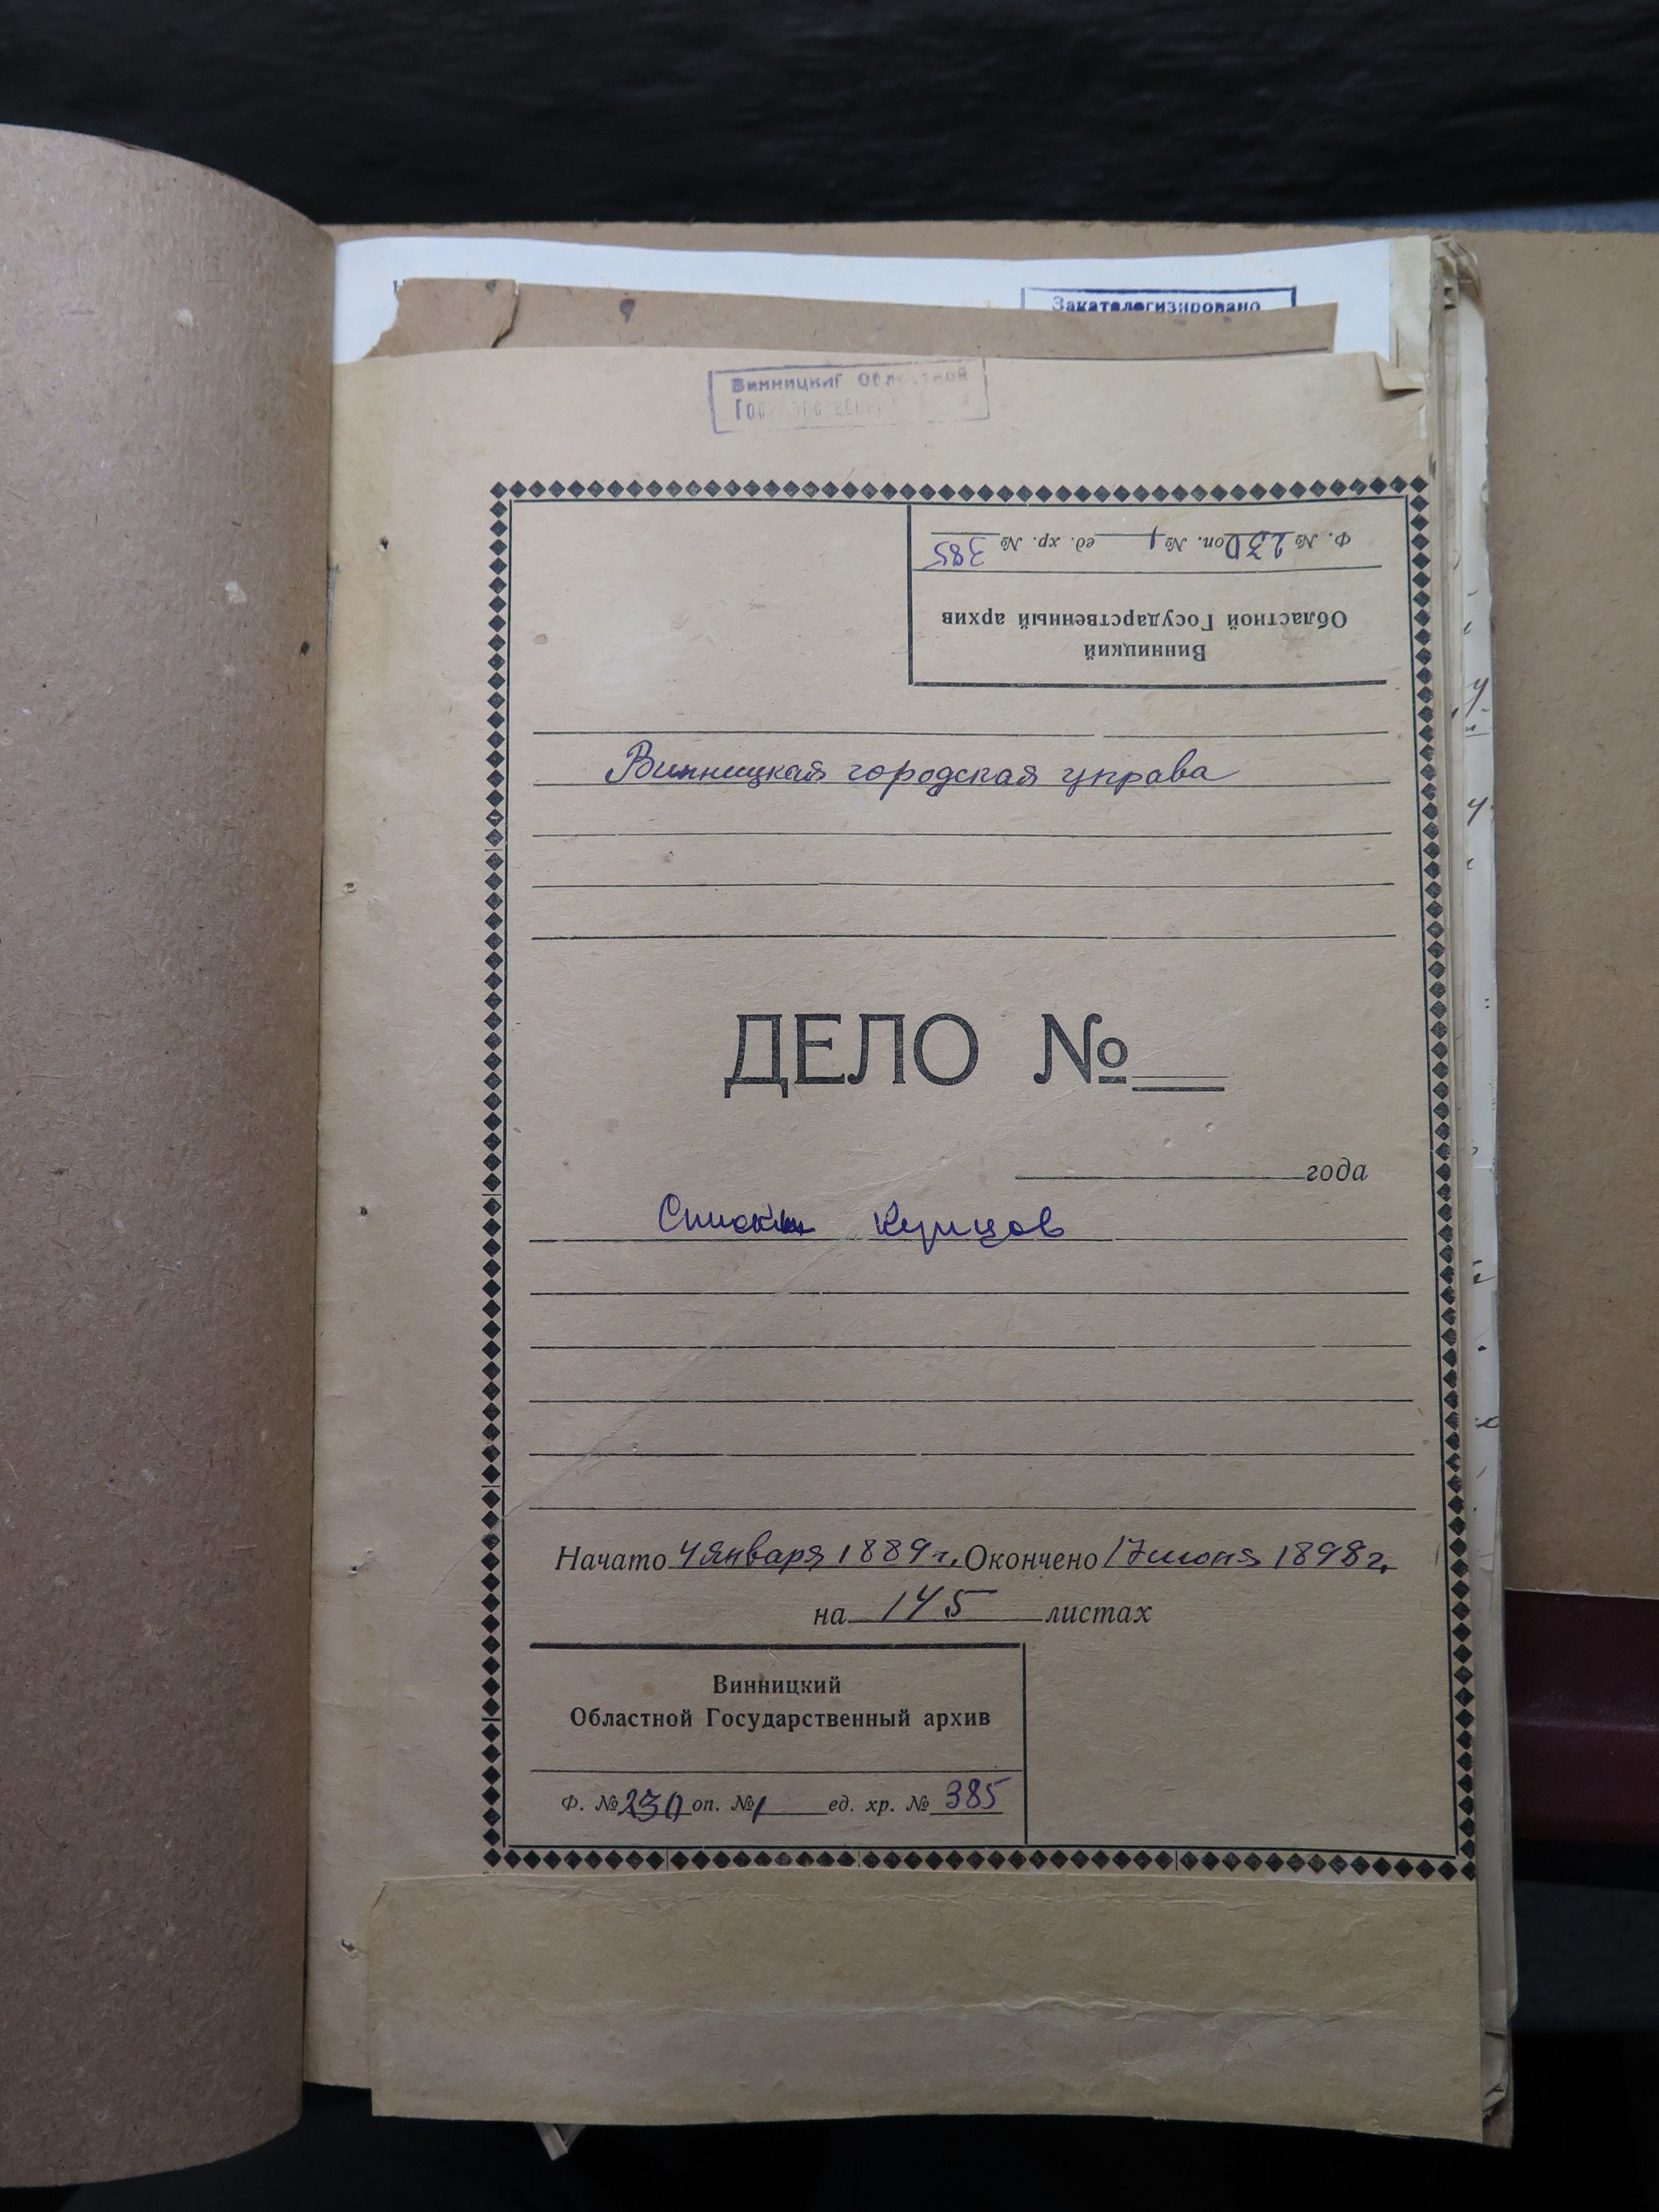 Закаталогизировано
Винницкий
Ф. № 230 оп. № 1 ед. хр. № 385
Областной Государственный архив
Винницкий
Винницкая городская управа
ДЕЛО №
года
Списки купцов
Начато 4 января 1889 г. Окончено 17 июня 1898 г.
на 145 листах
Винницкий
Областной Государственный архив
Ф. № 230 оп. № 1 ед. хр. № 385